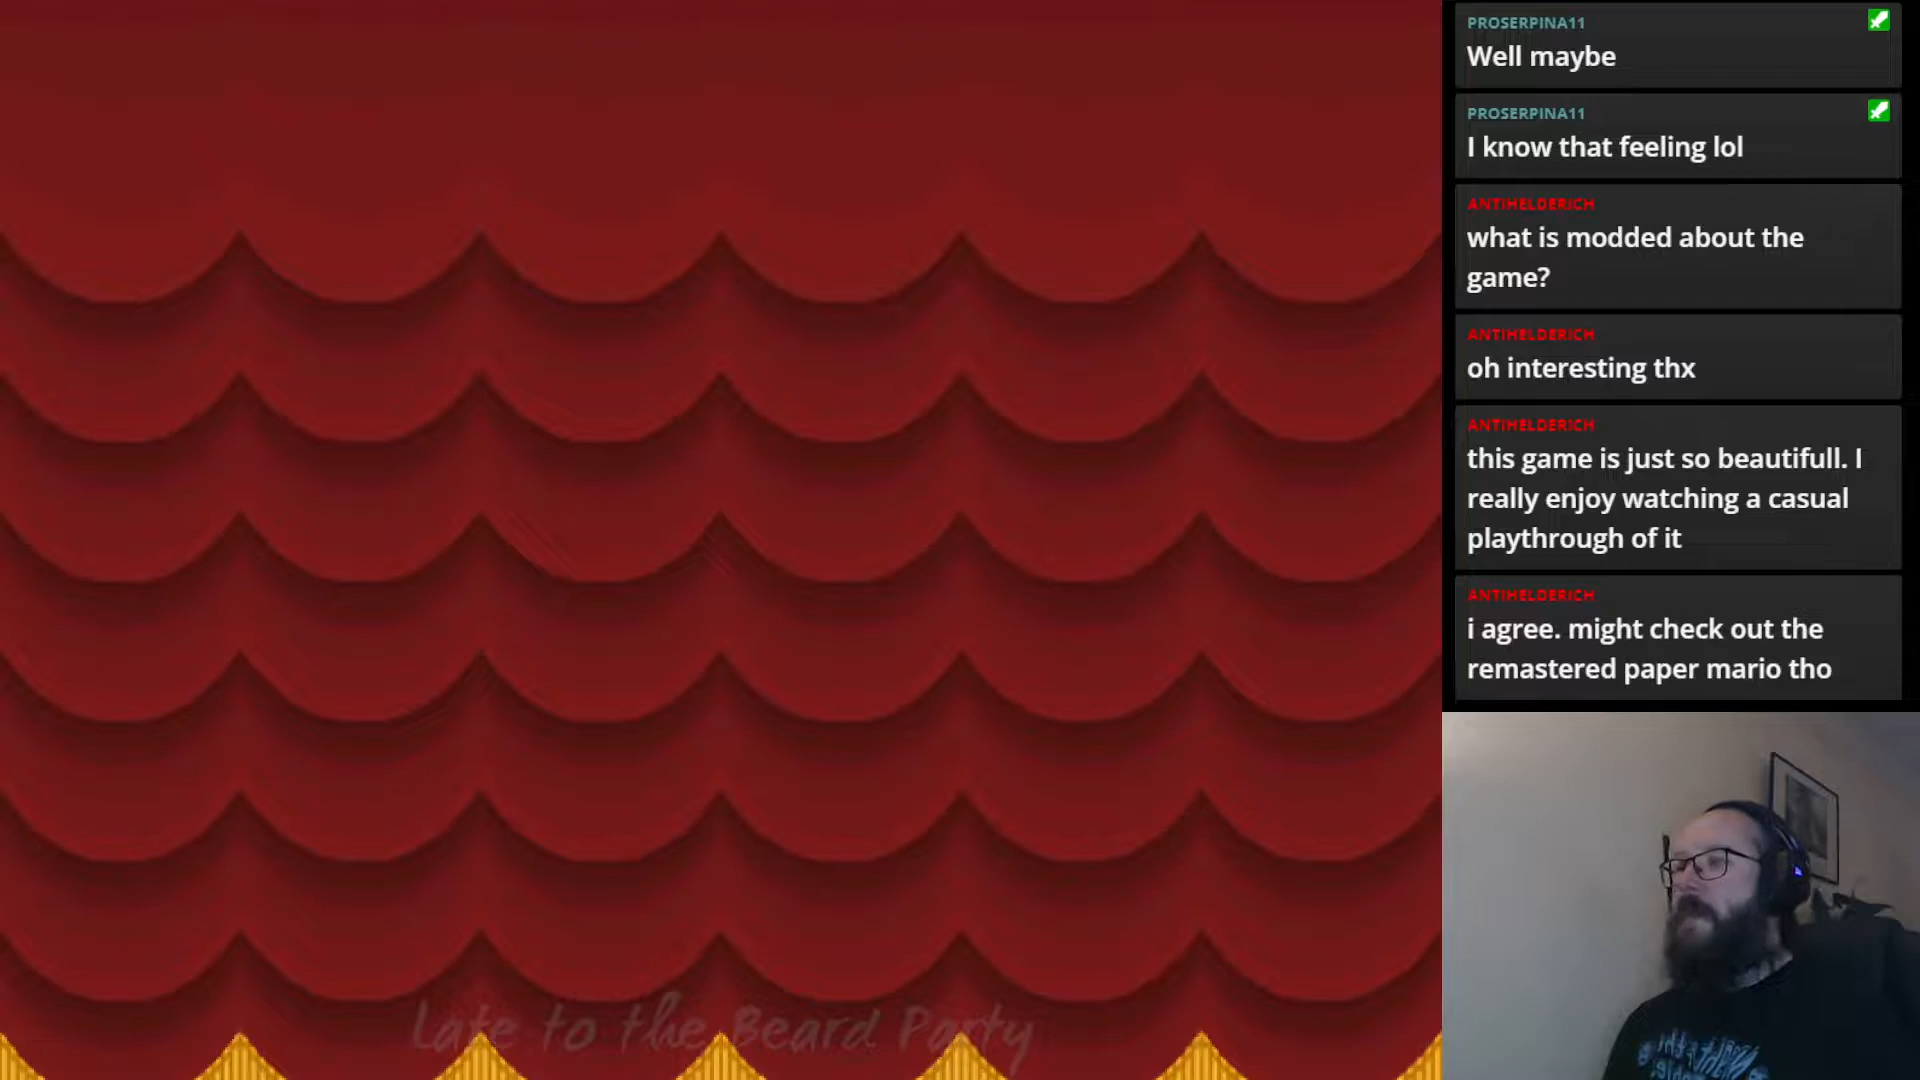 PROSERPINA11
Well maybe
PROSERPINA11
I know that feeling lol
ANTIHELDERICH
what is modded about the
game?
ANTIHELDERICH
oh interesting thx
ANTIHELDERICH
this game is just so beautifull. I
really enjoy watching a casual
playthrough of it
ANTIHELDERICH
i agree. might check out the
remastered paper mario tho
Late to the Beard Party